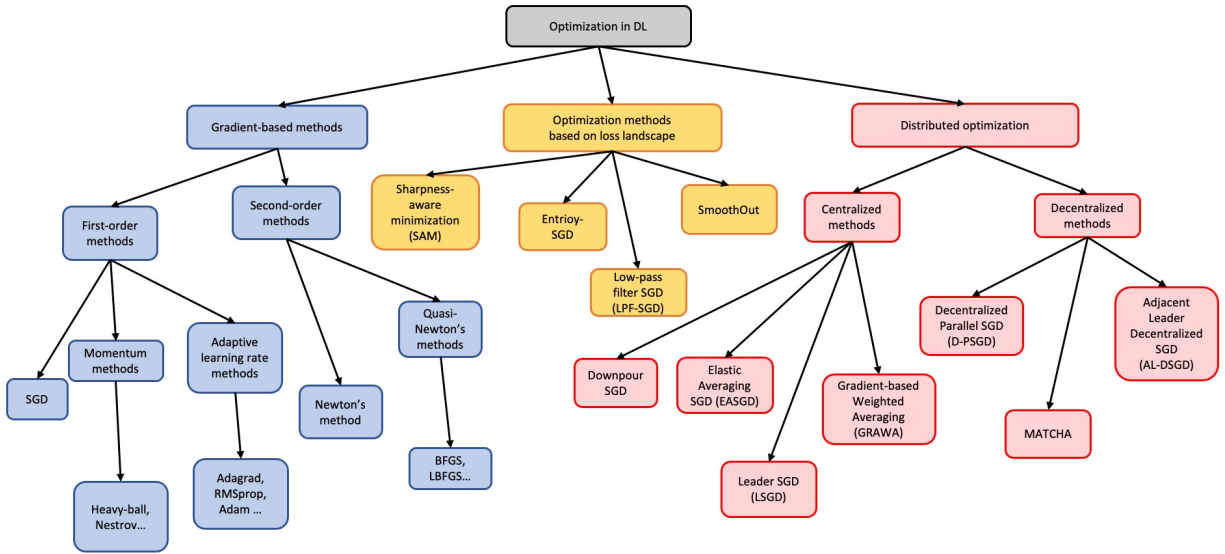 Optimization in DL
Gradient-based methods
Optimization methods
based on loss landscape
Distributed optimization
First-order
methods
Second-order
methods
Sharpness-
aware
minimization
(SAM)
Entrioy-
SGD
SmoothOut
Low-pass
filter SGD
(LPF-SGD)
Centralized
methods
Decentralized
methods
SGD
Momentum
methods
Adaptive
learning rate
methods
Newton's
method
Quasi-
Newton's
methods
Heavy-ball,
Nestrov...
Adagrad,
RMSprop,
Adam ...
BFGS,
LBFGS...
Downpour
SGD
Elastic
Averaging
SGD (EASGD)
Leader SGD
(LSGD)
Gradient-based
Weighted
Averaging
(GRAWA)
Decentralized
Parallel SGD
(D-PSGD)
MATCHA
Adjacent
Leader
Decentralized
SGD
(AL-DSGD)